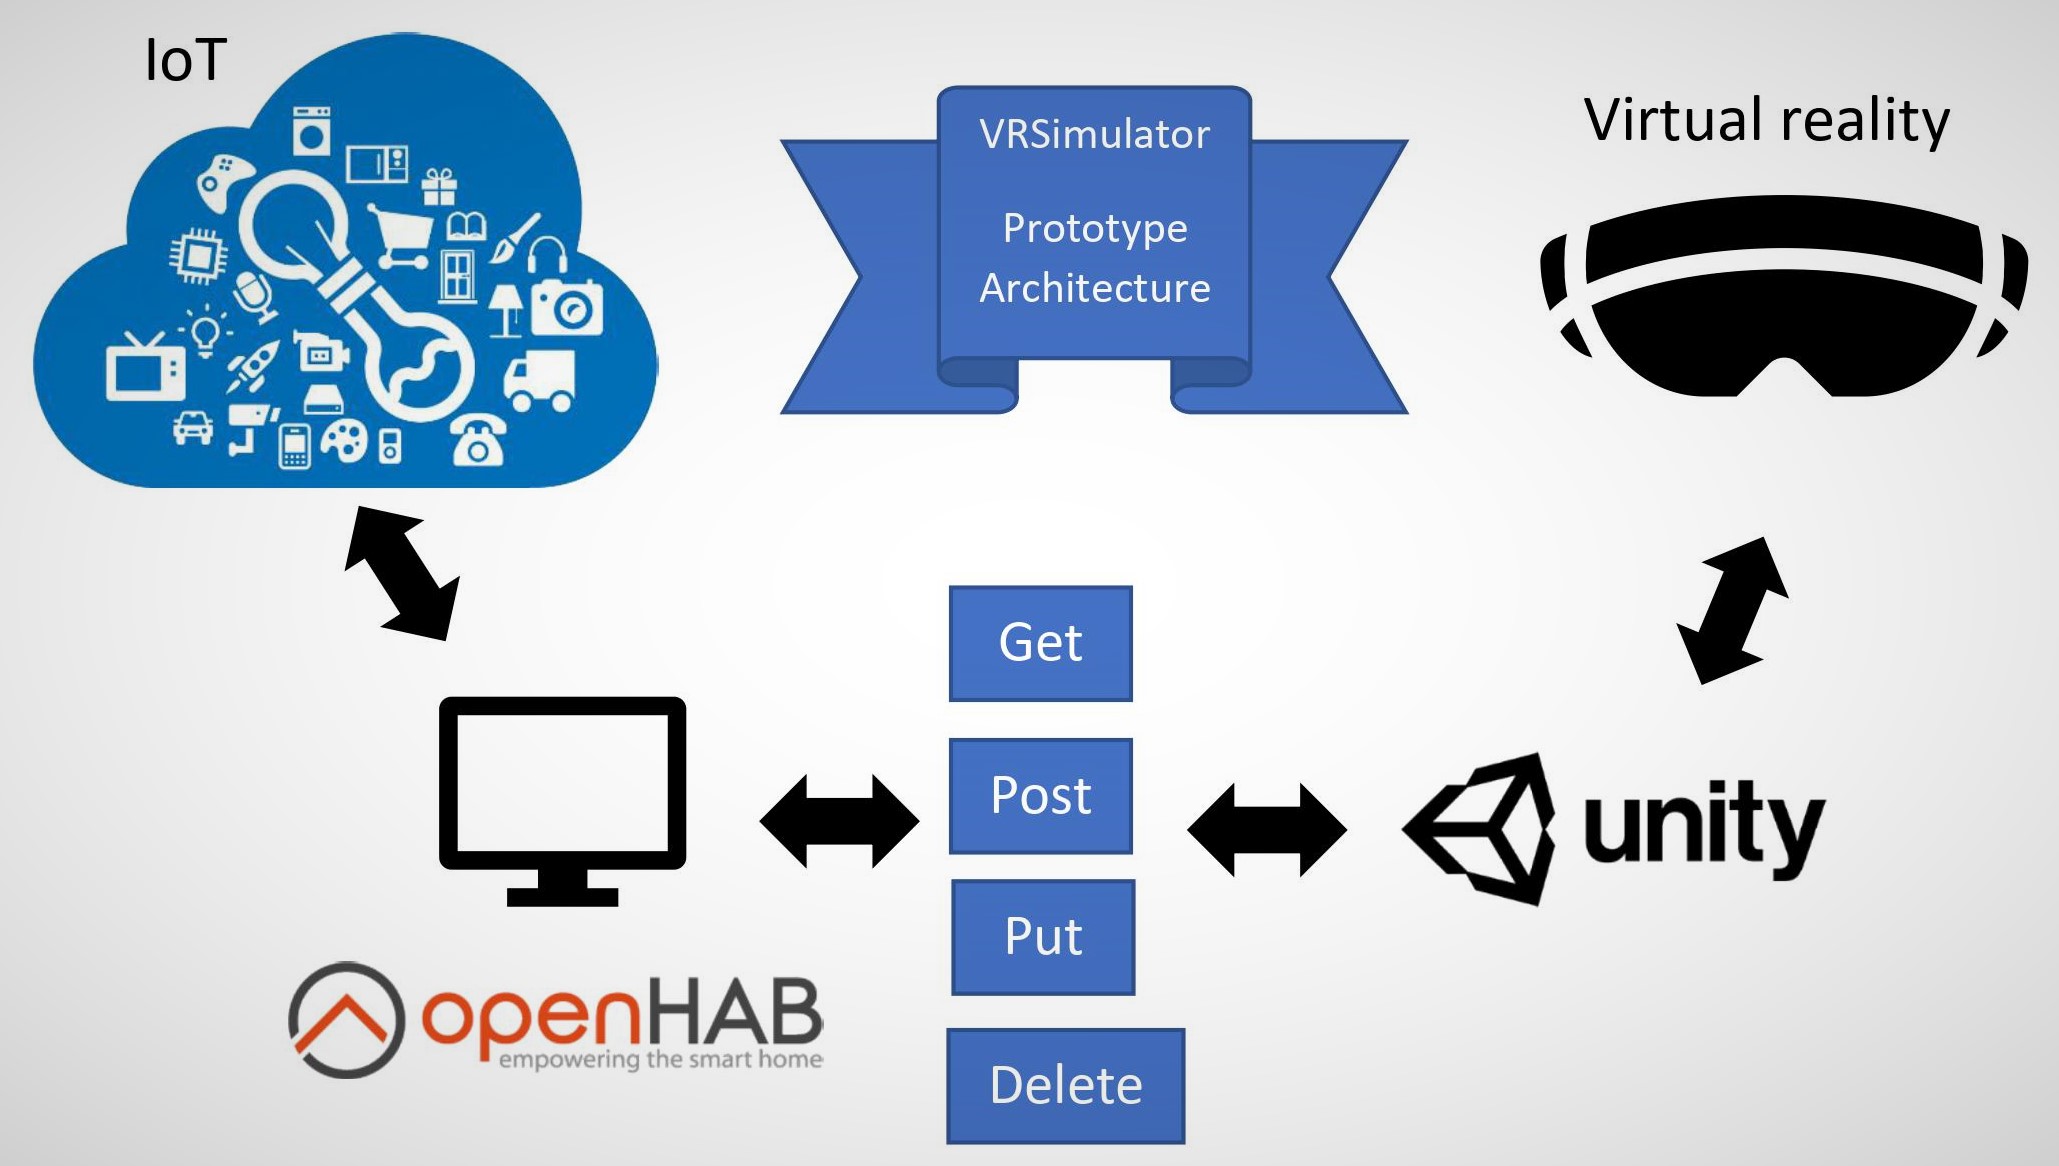 IoT
VRSimulator
Prototype
Architecture
Virtual reality
Get
Post
Put
Delete
unity
openHAB
empowering the smart home